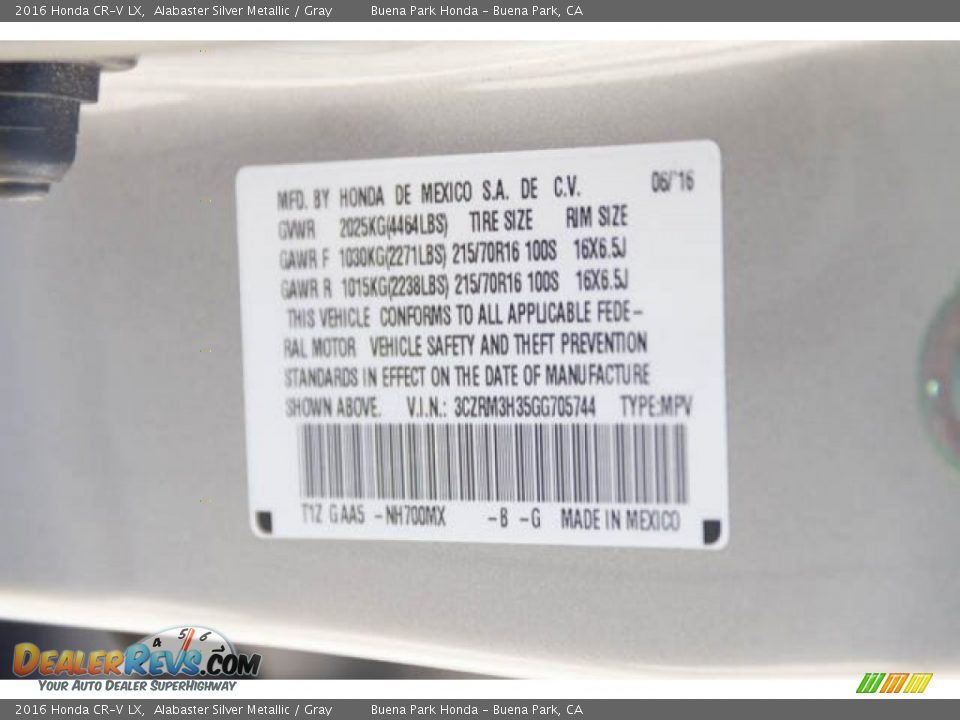 2016 Honda CR-V LX, Alabaster Silver Metallic / Gray Buena Park Honda - Buena Park, CA
MFD. BY HONDA DE MEXICO S.A. DE C.V. 06/'16
GVWR 2025KG(4464LBS) TIRE SIZE RIM SIZE
GAWR F 1030KG(2271LBS) 215/70R16 100S 16X6.5J
GAWR R 1015KG(2238LBS) 215/70R16 100S 16X6.5J
THIS VEHICLE CONFORMS TO ALL APPLICABLE FEDE-
RAL MOTOR VEHICLE SAFETY AND THEFT PREVENTION
STANDARDS IN EFFECT ON THE DATE OF MANUFACTURE
SHOWN ABOVE. V.I.N.: 3CZRM3H35GG705744 TYPE:MPV
T1Z GAA5 -NH700MX -B -G MADE IN MEXICO
4 5 6 7
DEALERREVS.COM
YOUR AUTO DEALER SUPERHIGHWAY
2016 Honda CR-V LX, Alabaster Silver Metallic / Gray Buena Park Honda - Buena Park, CA